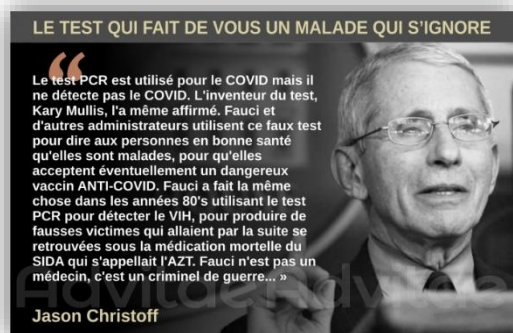 LE TEST QUI FAIT DE VOUS UN MALADE QUI S'IGNORE
“
Le test PCR est utilisé pour le COVID mais il
ne détecte pas le COVID. L'inventeur du test,
Kary Mullis, l'a même affirmé. Fauci et
d'autres administrateurs utilisent ce faux test
pour dire aux personnes en bonne santé
qu'elles sont malades, pour qu'elles
acceptent éventuellement un dangereux
vaccin ANTI-COVID. Fauci a fait la même
chose dans les années 80's utilisant le test
PCR pour détecter le VIH, pour produire de
fausses victimes qui allaient par la suite se
retrouvées sous la médication mortelle du
SIDA qui s'appellait l'AZT. Fauci n'est pas un
médecin, c'est un criminel de guerre... »
Jason Christoff